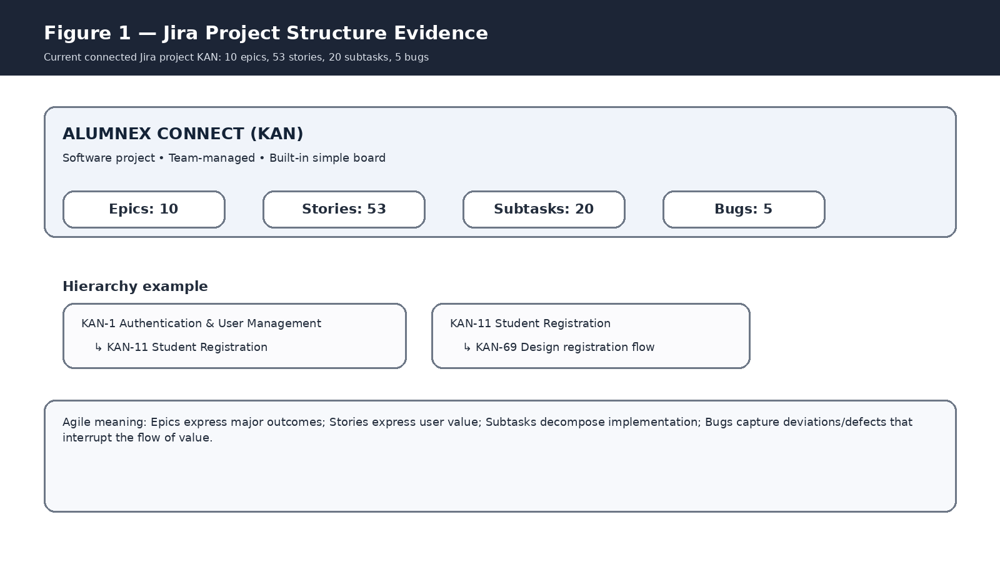 Figure 1 — Jira Project Structure Evidence
Current connected Jira project KAN: 10 epics, 53 stories, 20 subtasks, 5 bugs
ALUMNEX CONNECT (KAN)
Software project • Team-managed • Built-in simple board
Epics: 10
Stories: 53
Subtasks: 20
Bugs: 5
Hierarchy example
KAN-1 Authentication & User Management
↳ KAN-11 Student Registration
KAN-11 Student Registration
↳ KAN-69 Design registration flow
Agile meaning: Epics express major outcomes; Stories express user value; Subtasks decompose implementation; Bugs capture deviations/defects that
interrupt the flow of value.